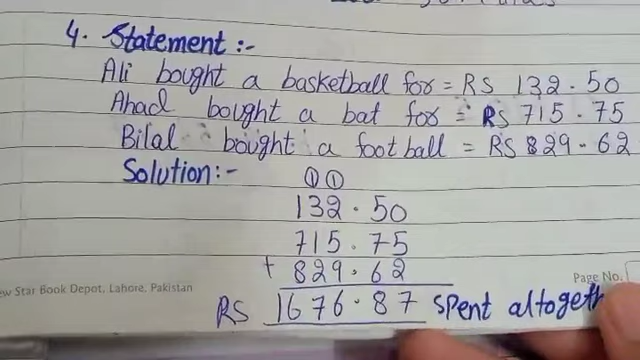 4. Statement :-
Ali bought a basketball for = RS 132.50
Ahad bought a bat for = RS 715.75
Bilal bought a football = RS 829.62
Solution:-
① ①
132.50
715.75
+ 829.62
Page No.
ew Star Book Depot, Lahore, Pakistan
RS 1676.87 spent altogeth